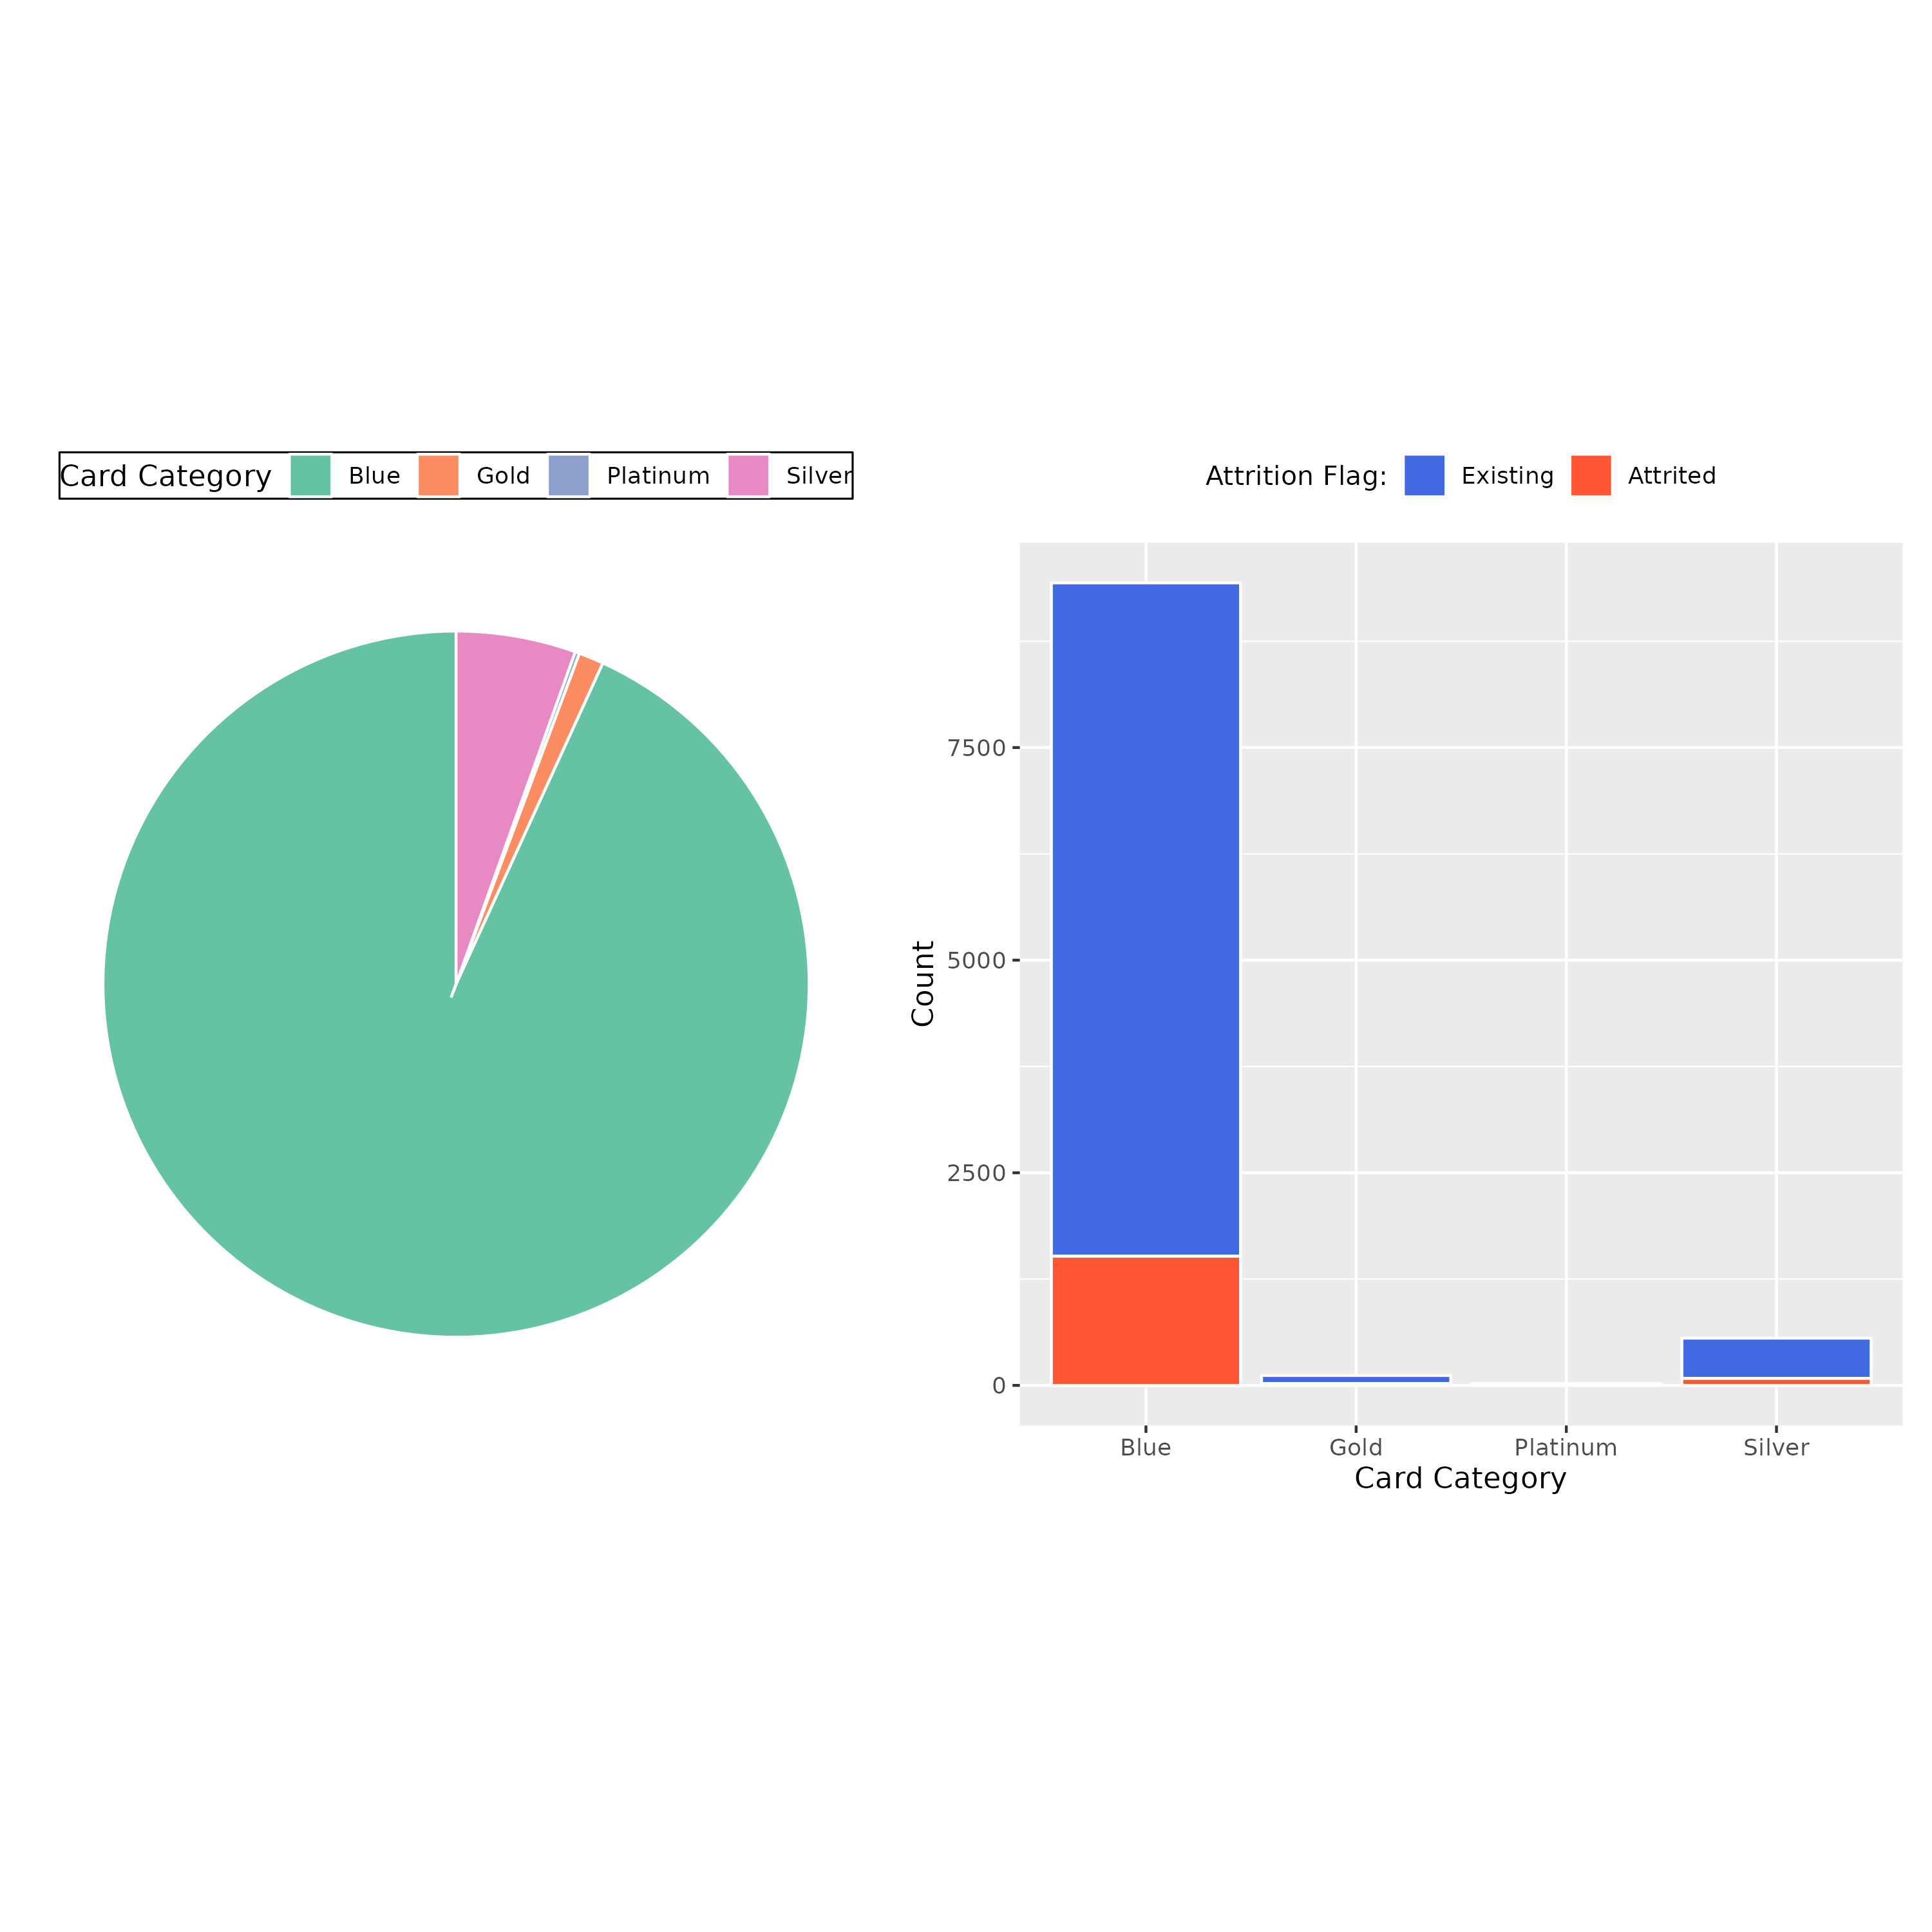 Card Category Blue Gold Platinum Silver
Attrition Flag: Existing Attrited
Count
7500
5000
2500
0
Blue Gold Platinum Silver
Card Category